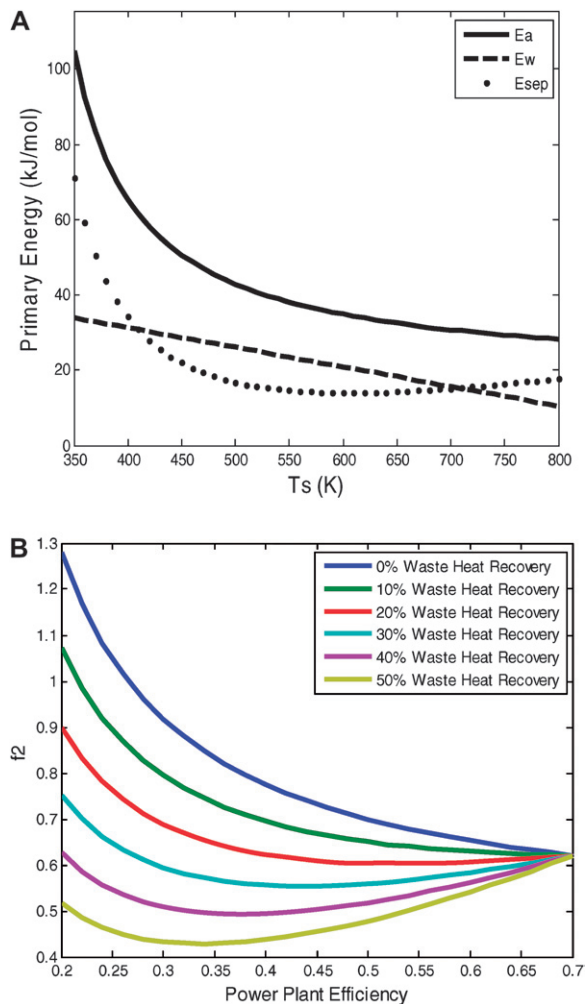 A
Ea
Ew
Esep
100
80
60
40
20
0
Primary Energy (kJ/mol)
350 400 450 500 550 600 650 700 750 800
Ts (K)
B
0% Waste Heat Recovery
10% Waste Heat Recovery
20% Waste Heat Recovery
30% Waste Heat Recovery
40% Waste Heat Recovery
50% Waste Heat Recovery
1.3
1.2
1.1
1
0.9
0.8
0.7
0.6
0.5
0.4
f2
0.2 0.25 0.3 0.35 0.4 0.45 0.5 0.55 0.6 0.65 0.7
Power Plant Efficiency